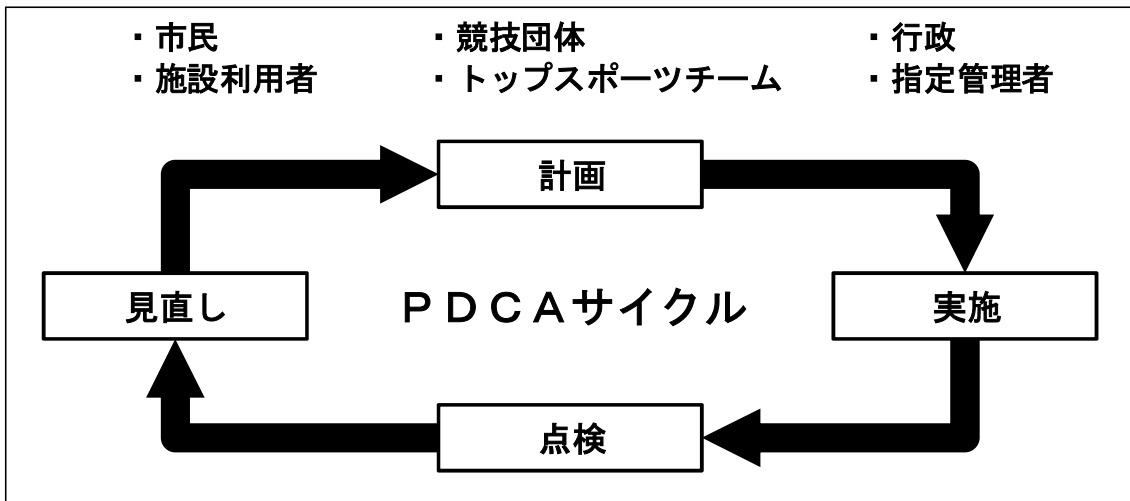 ・市民 ・競技団体 ・行政
・施設利用者 ・トップスポーツチーム ・指定管理者
計画
見直し PDCAサイクル 実施
点検